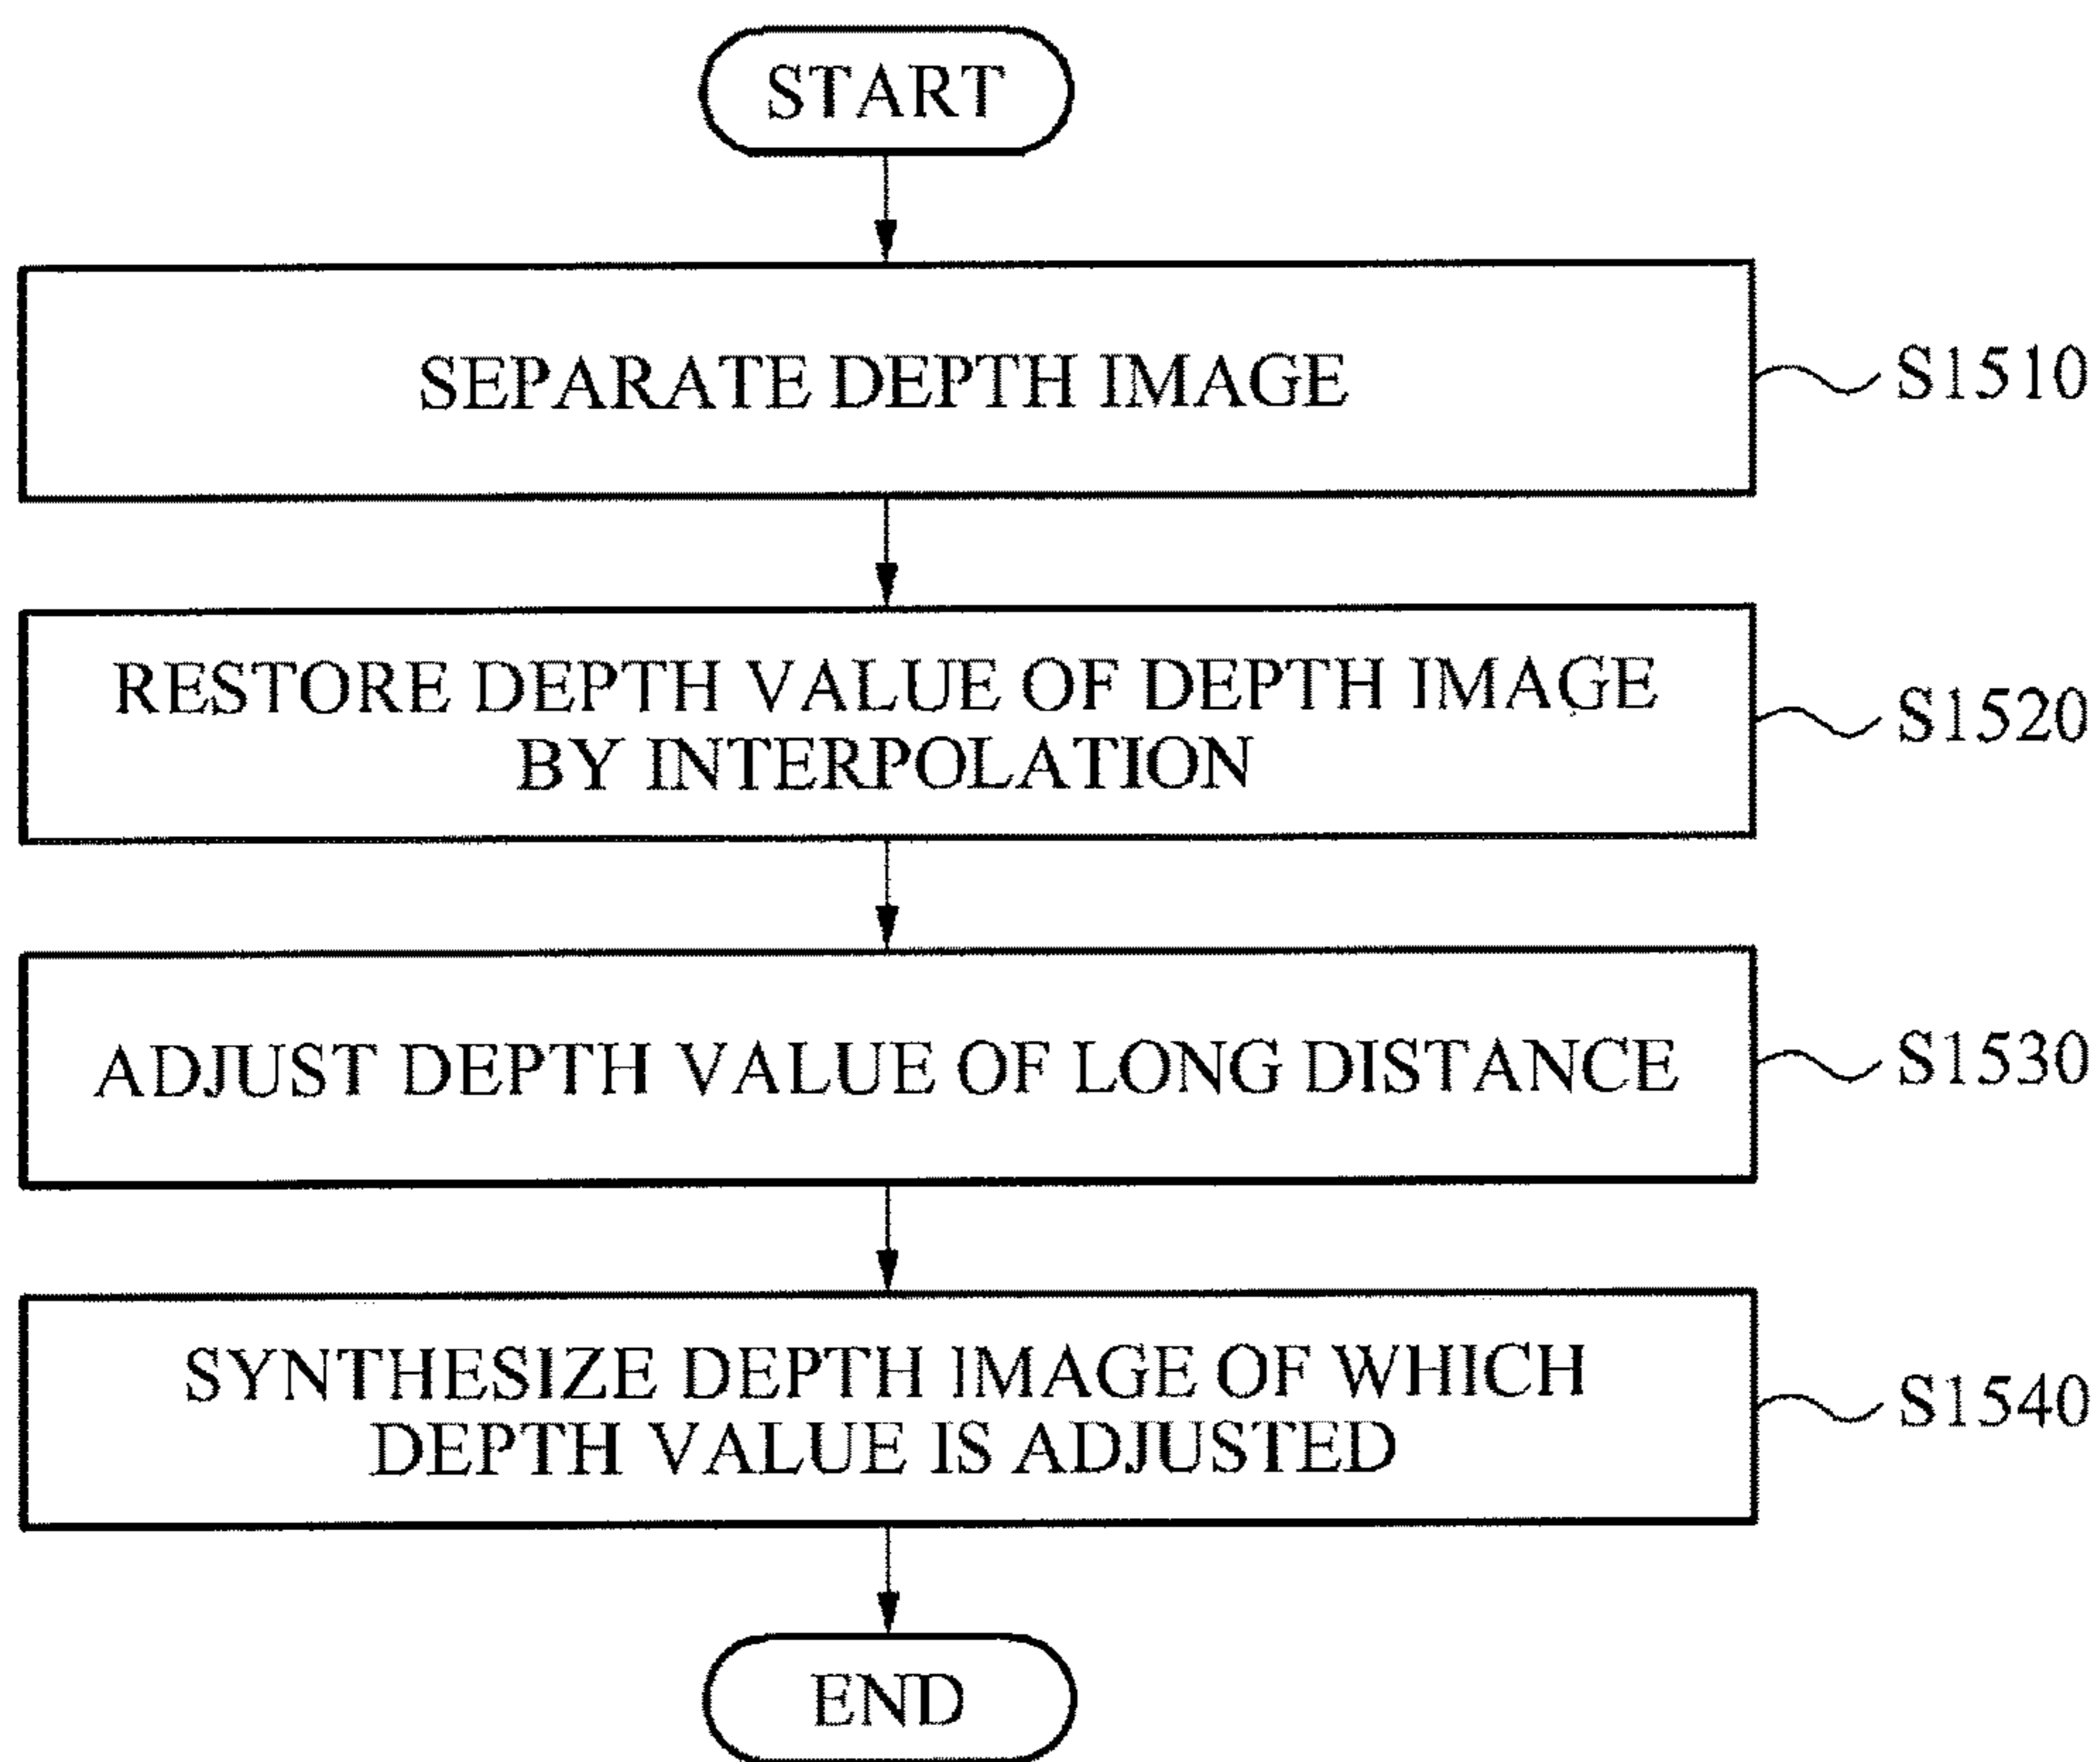 START
SEPARATE DEPTH IMAGE
S1510
RESTORE DEPTH VALUE OF DEPTH IMAGE
BY INTERPOLATION
S1520
ADJUST DEPTH VALUE OF LONG DISTANCE
S1530
SYNTHESIZE DEPTH IMAGE OF WHICH
DEPTH VALUE IS ADJUSTED
S1540
END